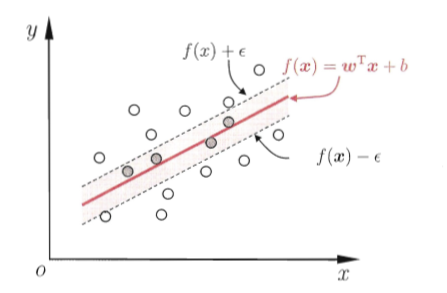 y
f(x) + ϵ
f(x) = wᵀx + b
f(x) − ϵ
O
x